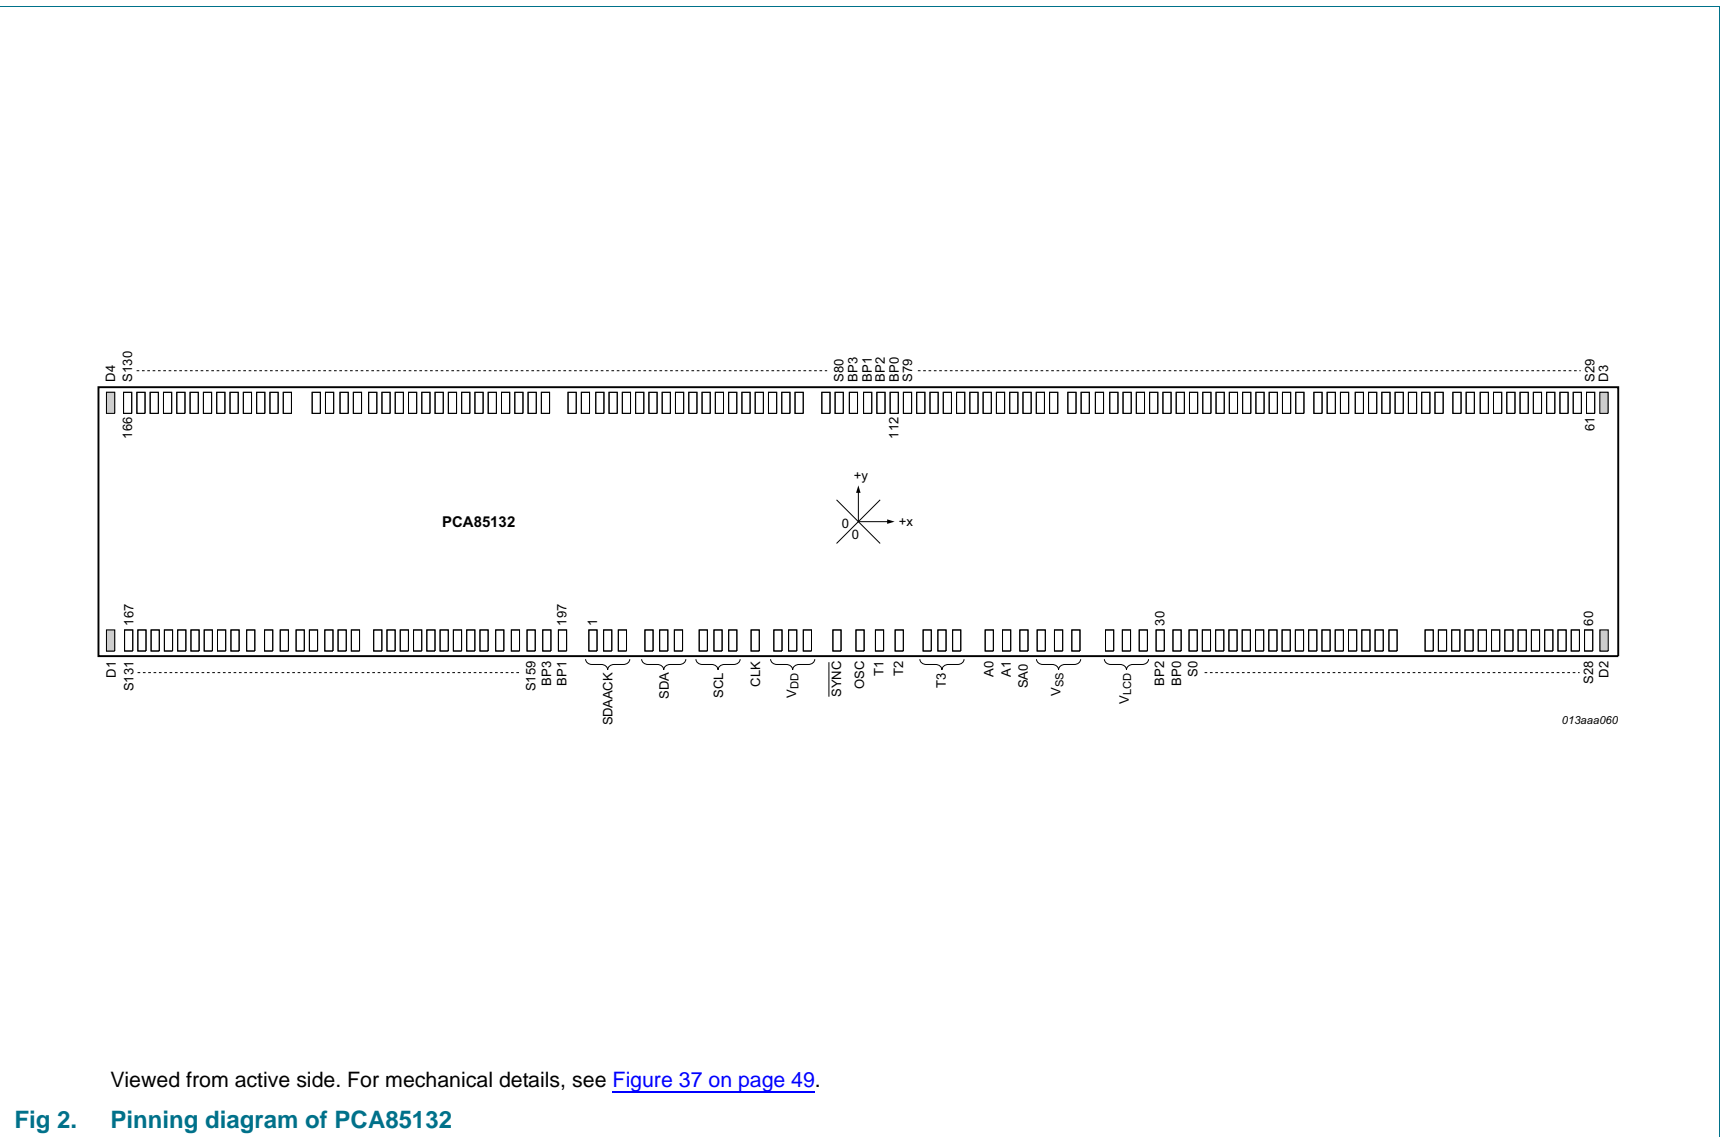 D4 S130 S80 BP3 BP1 BP2 BP0 S79 S29 D3
166 112 61
+y
PCA85132 0 +x
0
167 197 1 30 60
D1 S131 S159 BP3 BP1 SDAACK SDA SCL CLK VDD SYNC OSC T1 T2 T3 A0 A1 SA0 VSS VLCD BP2 BP0 S0 S28 D2
013aaa060
Viewed from active side. For mechanical details, see Figure 37 on page 49.
Fig 2. Pinning diagram of PCA85132